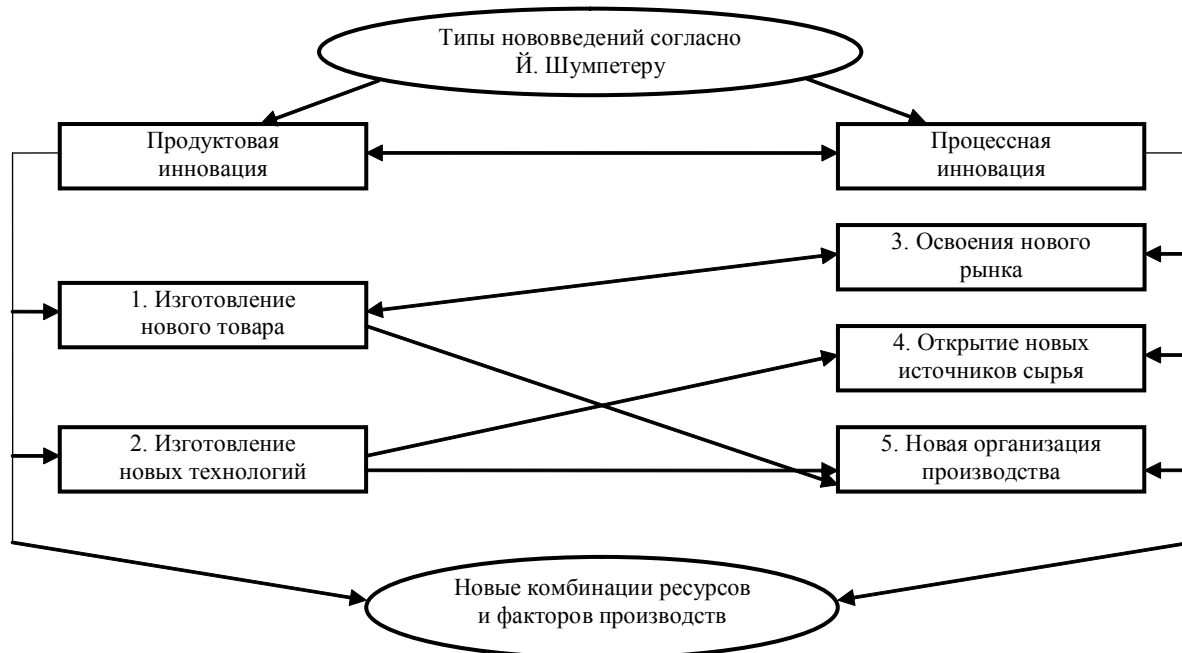 Типы нововведений согласно
Й. Шумпетеру
Продуктовая
инновация
Процессная
инновация
3. Освоения нового
рынка
1. Изготовление
нового товара
4. Открытие новых
источников сырья
2. Изготовление
новых технологий
5. Новая организация
производства
Новые комбинации ресурсов
и факторов производств